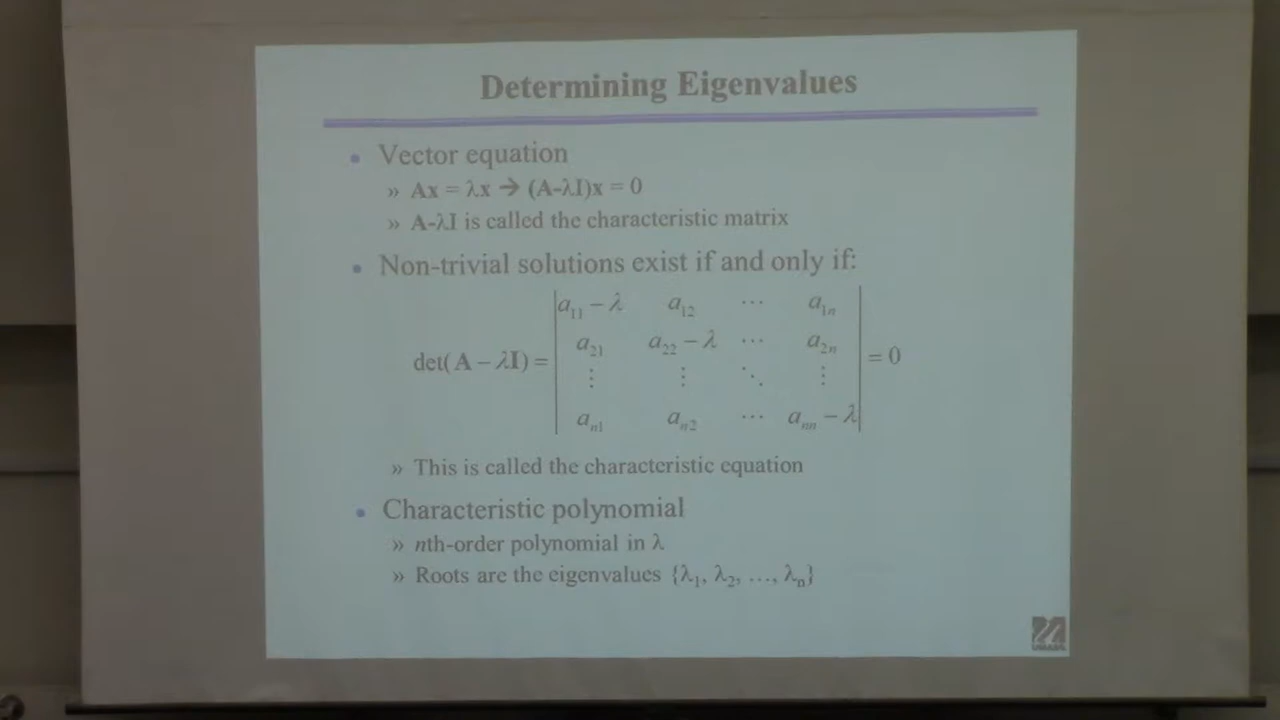 Determining Eigenvalues
• Vector equation
» Ax = λx → (A-λI)x = 0
» A-λI is called the characteristic matrix
• Non-trivial solutions exist if and only if:
det(A − λI) = | a₁₁ − λ a₁₂ ⋯ a₁ₙ |
| a₂₁ a₂₂ − λ ⋯ a₂ₙ | = 0
| ⋮ ⋮ ⋱ ⋮ |
| aₙ₁ aₙ₂ ⋯ aₙₙ − λ |
» This is called the characteristic equation
• Characteristic polynomial
» nth-order polynomial in λ
» Roots are the eigenvalues {λ₁, λ₂, …, λₙ}